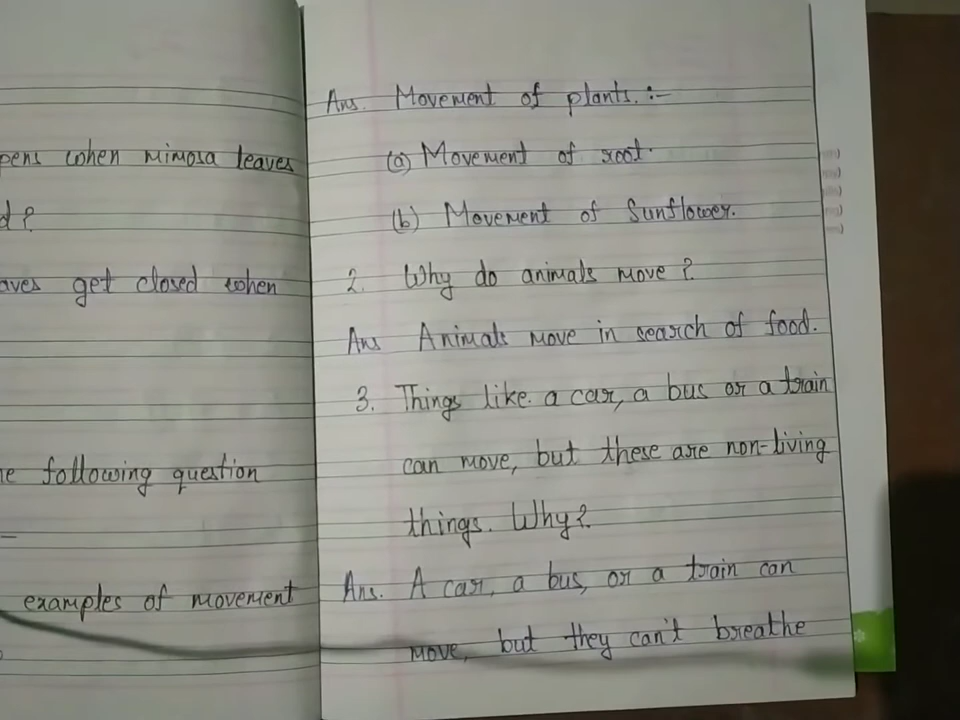 pens when mimosa leaves
d?
aves get closed when
e following question
examples of movement
Ans. Movement of plants. :-
(a) Movement of root.
(b) Movement of Sunflower.
2. Why do animals move?
Ans Animals move in search of food.
3. Things like a car, a bus or a train
can move, but these are non-living
things. Why?
Ans. A car, a bus, or a train can
move, but they can't breathe